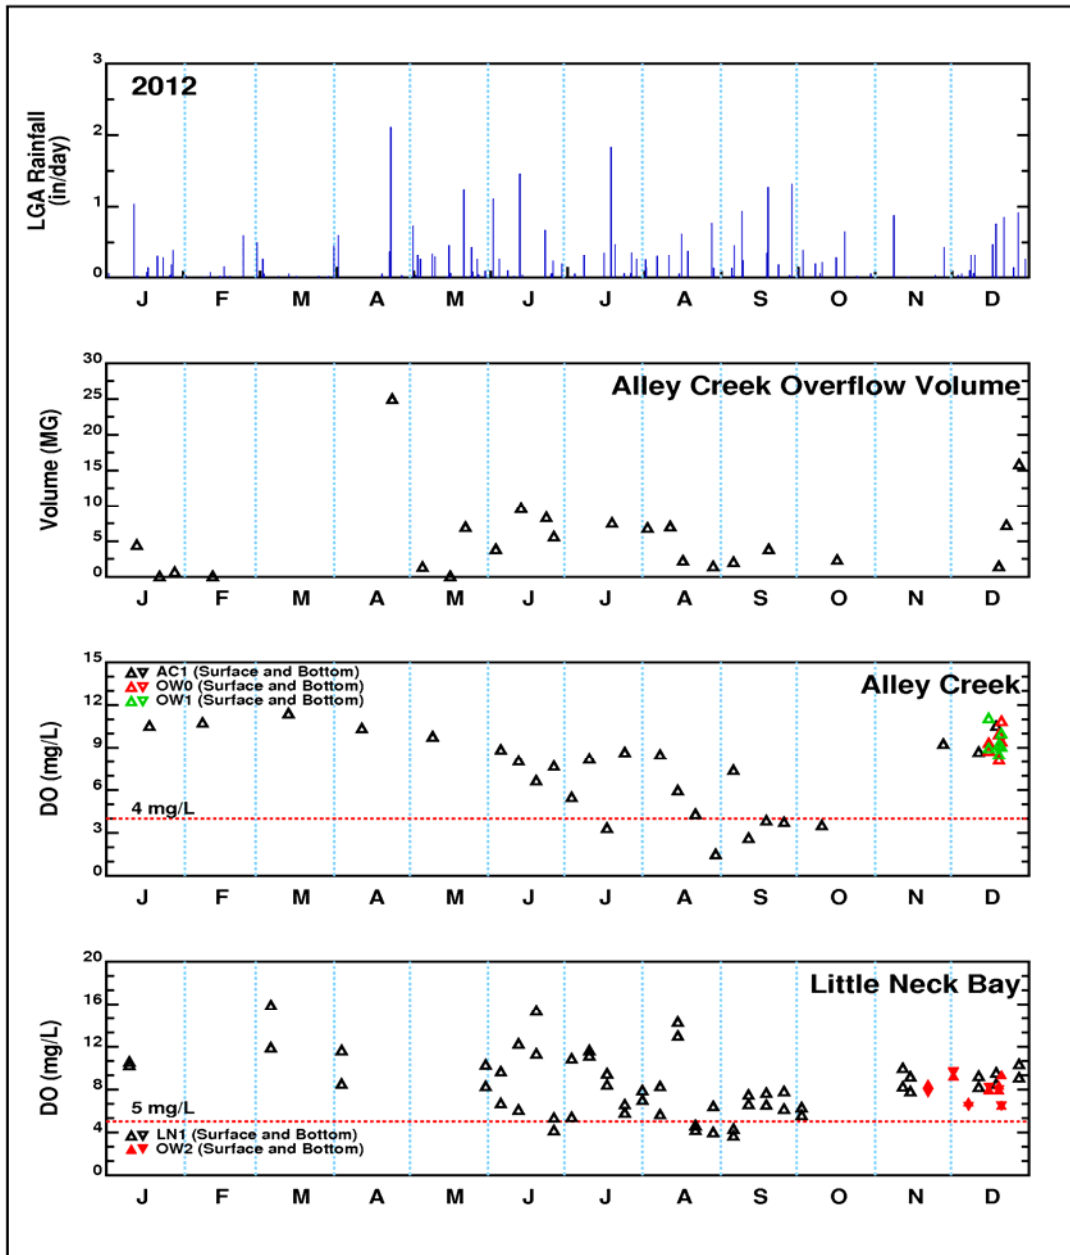 2012
LGA Rainfall
(in/day)
3
2
1
0
J F M A M J J A S O N D
Alley Creek Overflow Volume
Volume (MG)
30
25
20
15
10
5
0
J F M A M J J A S O N D
Alley Creek
AC1 (Surface and Bottom)
OW0 (Surface and Bottom)
OW1 (Surface and Bottom)
DO (mg/L)
15
12
9
6
4 mg/L
3
0
J F M A M J J A S O N D
Little Neck Bay
DO (mg/L)
20
16
12
8
5 mg/L
4
LN1 (Surface and Bottom)
OW2 (Surface and Bottom)
0
J F M A M J J A S O N D